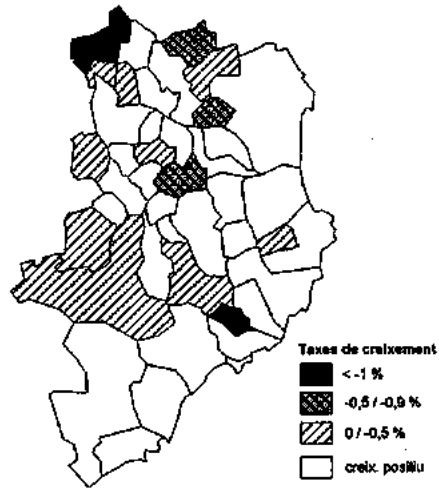 Taxes de creixement
< -1 %
-0,5 / -0,9 %
0 / -0,5 %
creix. positiu